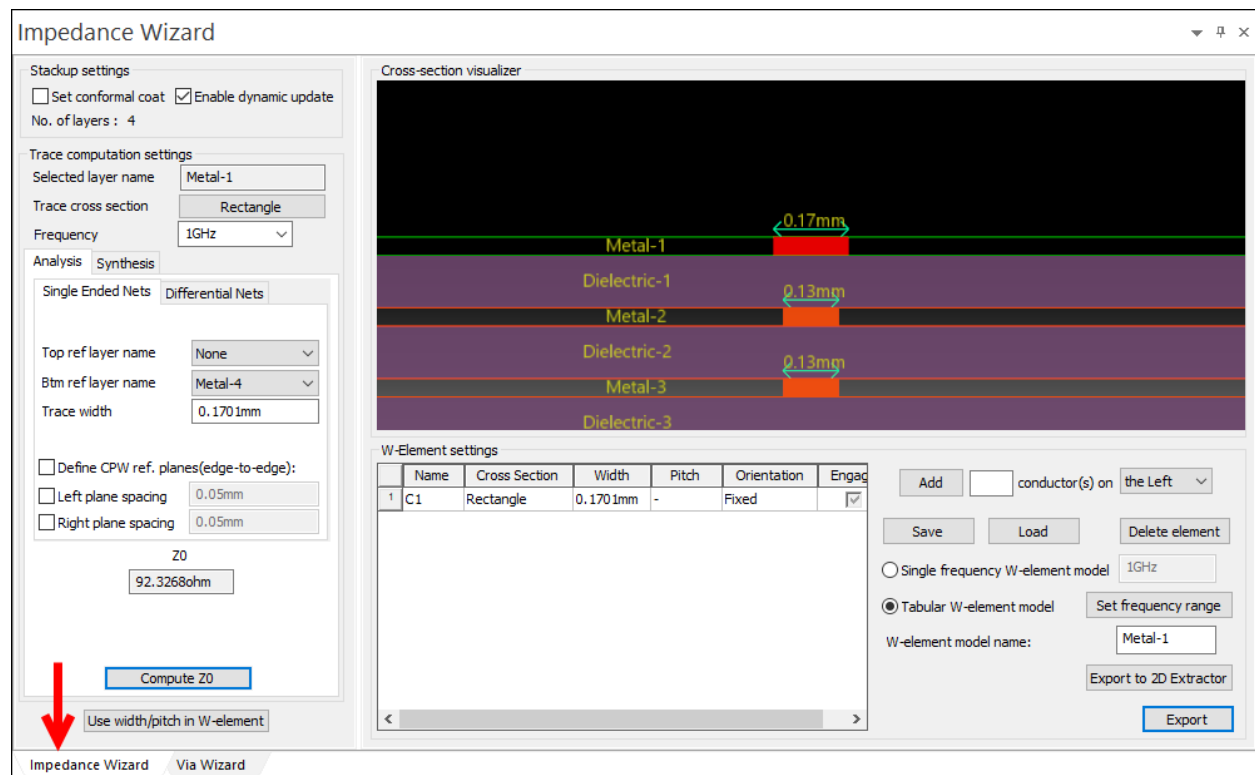 Impedance Wizard
Stackup settings
Set conformal coat Enable dynamic update
No. of layers : 4
Trace computation settings
Selected layer name Metal-1
Trace cross section Rectangle
Frequency 1GHz
Analysis Synthesis
Single Ended Nets Differential Nets
Top ref layer name None
Btm ref layer name Metal-4
Trace width 0.1701mm
Define CPW ref. planes(edge-to-edge):
Left plane spacing 0.05mm
Right plane spacing 0.05mm
Z0
92.3268ohm
Compute Z0
Use width/pitch in W-element
Cross-section visualizer
0.17mm
Metal-1
Dielectric-1
0.13mm
Metal-2
Dielectric-2
0.13mm
Metal-3
Dielectric-3
W-Element settings
Name Cross Section Width Pitch Orientation Engag
1 C1 Rectangle 0.1701mm - Fixed
Add conductor(s) on the Left
Save Load Delete element
Single frequency W-element model 1GHz
Tabular W-element model Set frequency range
W-element model name: Metal-1
Export to 2D Extractor
Export
Impedance Wizard Via Wizard